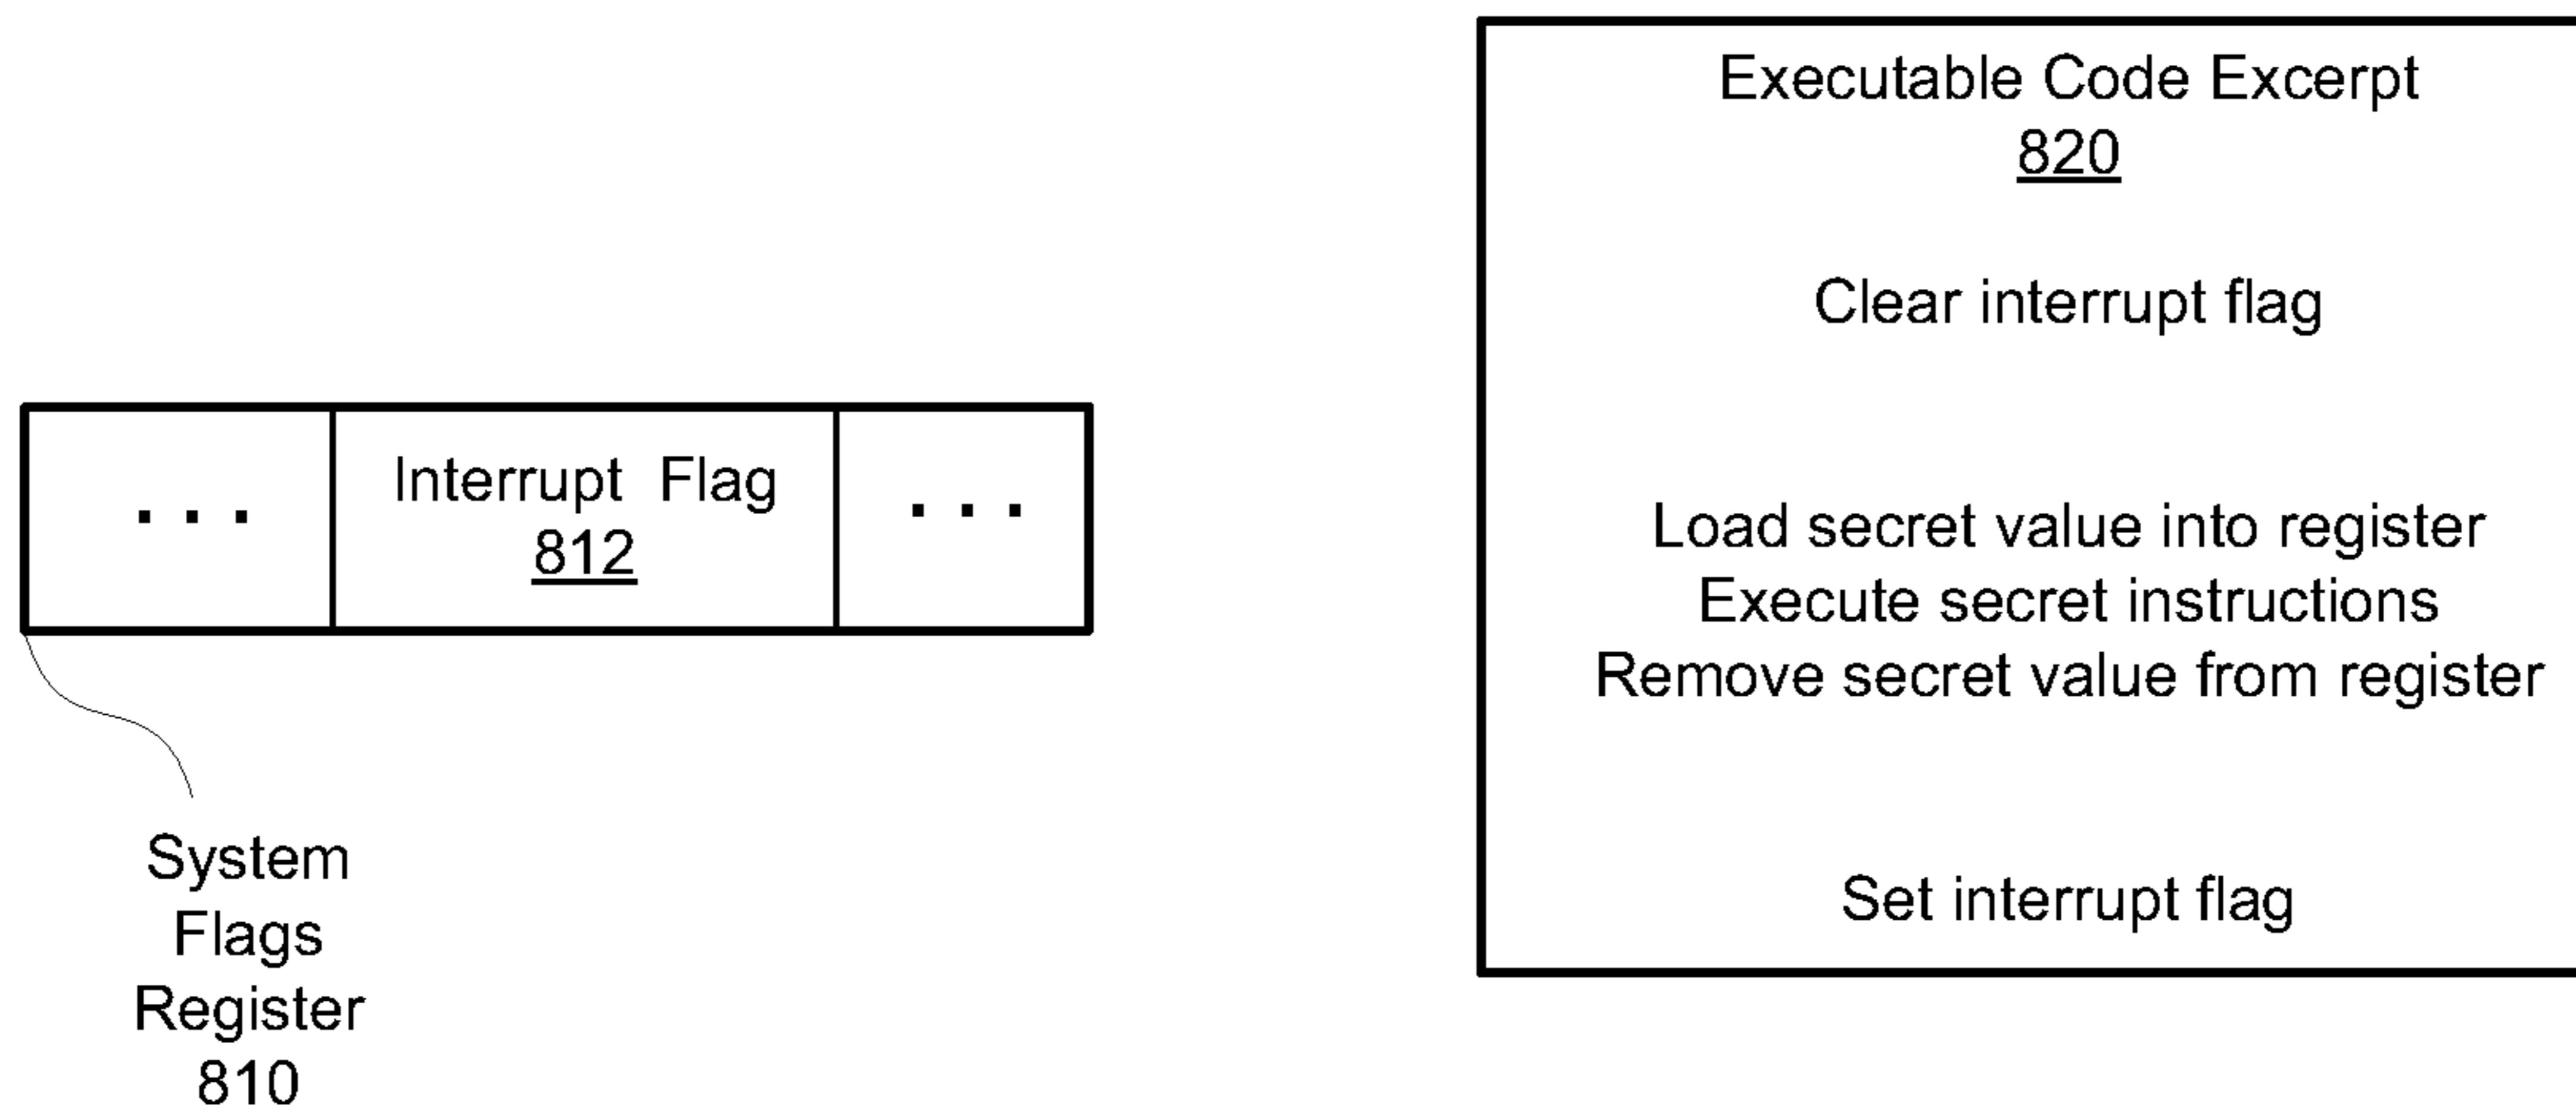 . . .
Interrupt Flag
812
. . .
System
Flags
Register
810
Executable Code Excerpt
820
Clear interrupt flag
Load secret value into register
Execute secret instructions
Remove secret value from register
Set interrupt flag